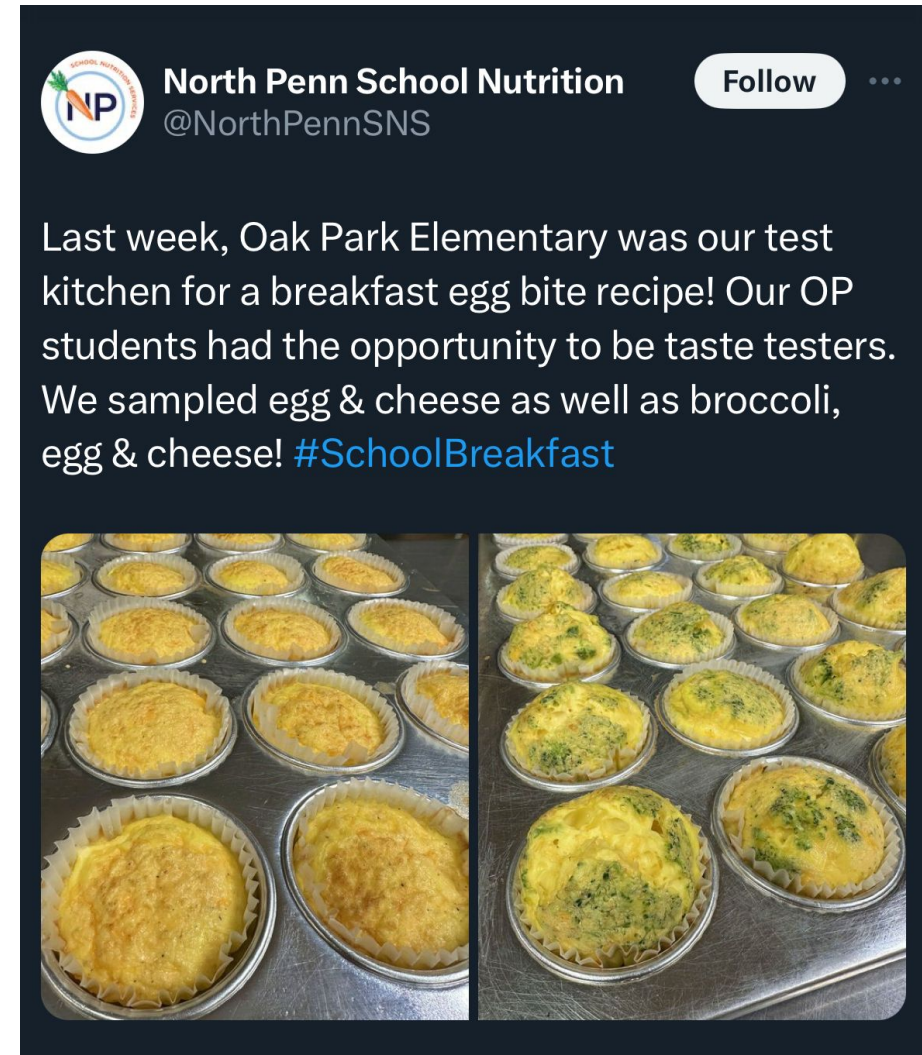 SCHOOL NUTRITION SERVICES
NP
North Penn School Nutrition
Follow
@NorthPennSNS
Last week, Oak Park Elementary was our test
kitchen for a breakfast egg bite recipe! Our OP
students had the opportunity to be taste testers.
We sampled egg & cheese as well as broccoli,
egg & cheese! #SchoolBreakfast